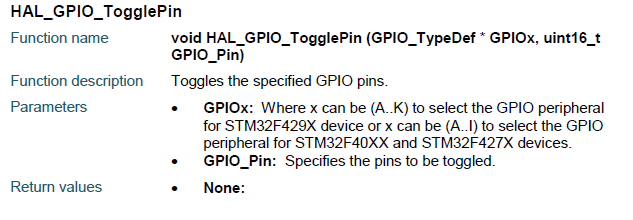 HAL_GPIO_TogglePin
Function name void HAL_GPIO_TogglePin (GPIO_TypeDef * GPIOx, uint16_t
GPIO_Pin)
Function description Toggles the specified GPIO pins.
Parameters • GPIOx: Where x can be (A..K) to select the GPIO peripheral
for STM32F429X device or x can be (A..I) to select the GPIO
peripheral for STM32F40XX and STM32F427X devices.
• GPIO_Pin: Specifies the pins to be toggled.
Return values • None: